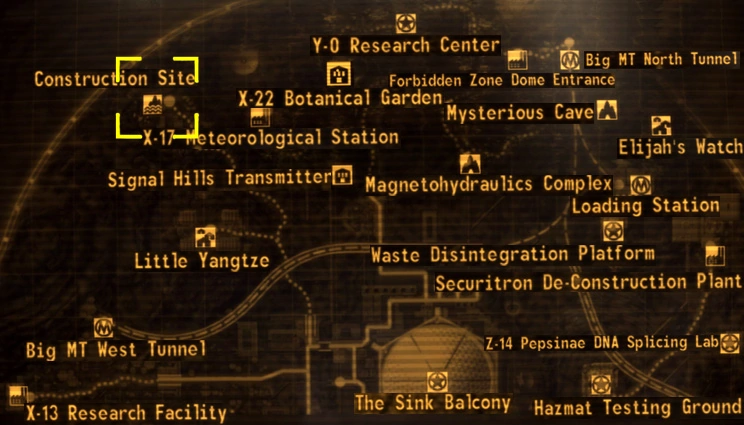 Y-0 Research Center
Big MT North Tunnel
Construction Site
Forbidden Zone Dome Entrance
X-22 Botanical Garden
Mysterious Cave
X-17 Meteorological Station
Elijah's Watch
Signal Hills Transmitter
Magnetohydraulics Complex
Loading Station
Little Yangtze
Waste Disintegration Platform
Securitron De-Construction Plant
Big MT West Tunnel
Z-14 Pepsinae DNA Splicing Lab
The Sink Balcony
Hazmat Testing Ground
X-13 Research Facility